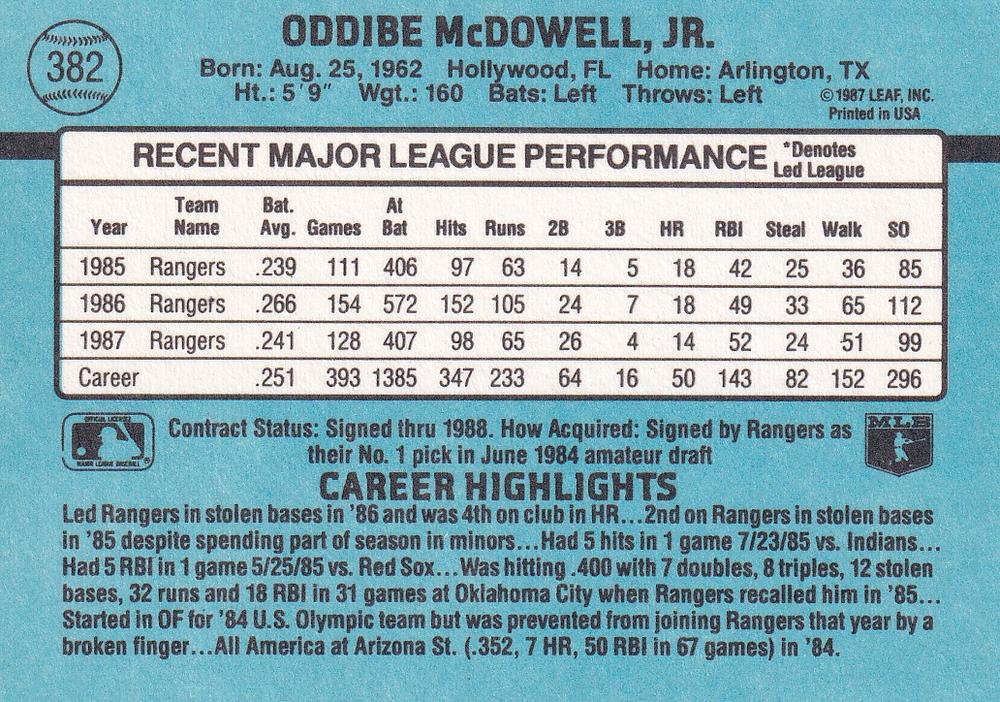 382
ODDIBE McDOWELL, JR.
Born: Aug. 25, 1962 Hollywood, FL Home: Arlington, TX
Ht.: 5'9" Wgt.: 160 Bats: Left Throws: Left
©1987 LEAF, INC.
Printed in USA
RECENT MAJOR LEAGUE PERFORMANCE *Denotes Led League
Year Team Name Bat. Avg. Games At Bat Hits Runs 2B 3B HR RBI Steal Walk SO
1985 Rangers .239 111 406 97 63 14 5 18 42 25 36 85
1986 Rangers .266 154 572 152 105 24 7 18 49 33 65 112
1987 Rangers .241 128 407 98 65 26 4 14 52 24 51 99
Career .251 393 1385 347 233 64 16 50 143 82 152 296
OFFICIAL LICENSEE
MAJOR LEAGUE BASEBALL
Contract Status: Signed thru 1988. How Acquired: Signed by Rangers as
their No. 1 pick in June 1984 amateur draft
MLB
CAREER HIGHLIGHTS
Led Rangers in stolen bases in '86 and was 4th on club in HR...2nd on Rangers in stolen bases
in '85 despite spending part of season in minors...Had 5 hits in 1 game 7/23/85 vs. Indians...
Had 5 RBI in 1 game 5/25/85 vs. Red Sox...Was hitting .400 with 7 doubles, 8 triples, 12 stolen
bases, 32 runs and 18 RBI in 31 games at Oklahoma City when Rangers recalled him in '85...
Started in OF for '84 U.S. Olympic team but was prevented from joining Rangers that year by a
broken finger...All America at Arizona St. (.352, 7 HR, 50 RBI in 67 games) in '84.